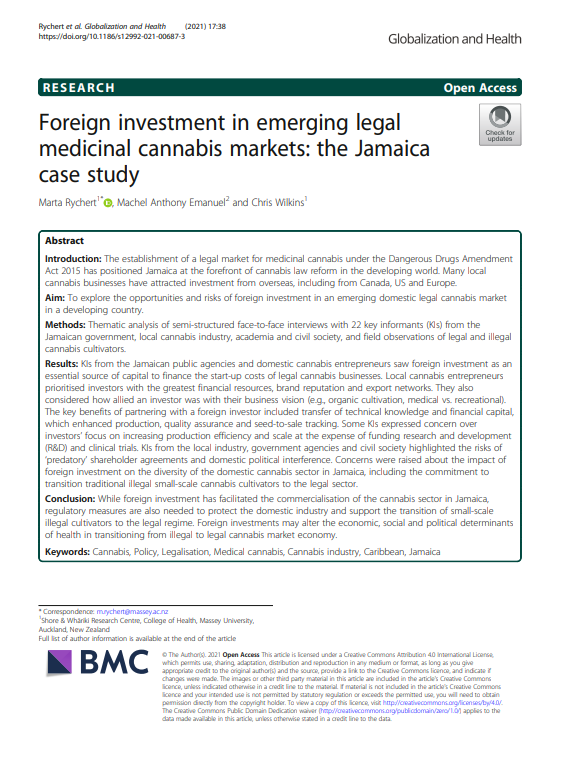 Rychert et al. Globalization and Health (2021) 17:38
https://doi.org/10.1186/s12992-021-00687-3
Globalization and Health
RESEARCH Open Access
Foreign investment in emerging legal
medicinal cannabis markets: the Jamaica
case study
Check for
updates
Marta Rychert1*, Machel Anthony Emanuel2 and Chris Wilkins1
Abstract
Introduction: The establishment of a legal market for medicinal cannabis under the Dangerous Drugs Amendment
Act 2015 has positioned Jamaica at the forefront of cannabis law reform in the developing world. Many local
cannabis businesses have attracted investment from overseas, including from Canada, US and Europe.
Aim: To explore the opportunities and risks of foreign investment in an emerging domestic legal cannabis market
in a developing country.
Methods: Thematic analysis of semi-structured face-to-face interviews with 22 key informants (KIs) from the
Jamaican government, local cannabis industry, academia and civil society, and field observations of legal and illegal
cannabis cultivators.
Results: KIs from the Jamaican public agencies and domestic cannabis entrepreneurs saw foreign investment as an
essential source of capital to finance the start-up costs of legal cannabis businesses. Local cannabis entrepreneurs
prioritised investors with the greatest financial resources, brand reputation and export networks. They also
considered how allied an investor was with their business vision (e.g., organic cultivation, medical vs. recreational).
The key benefits of partnering with a foreign investor included transfer of technical knowledge and financial capital,
which enhanced production, quality assurance and seed-to-sale tracking. Some KIs expressed concern over
investors' focus on increasing production efficiency and scale at the expense of funding research and development
(R&D) and clinical trials. KIs from the local industry, government agencies and civil society highlighted the risks of
'predatory' shareholder agreements and domestic political interference. Concerns were raised about the impact of
foreign investment on the diversity of the domestic cannabis sector in Jamaica, including the commitment to
transition traditional illegal small-scale cannabis cultivators to the legal sector.
Conclusion: While foreign investment has facilitated the commercialisation of the cannabis sector in Jamaica,
regulatory measures are also needed to protect the domestic industry and support the transition of small-scale
illegal cultivators to the legal regime. Foreign investments may alter the economic, social and political determinants
of health in transitioning from illegal to legal cannabis market economy.
Keywords: Cannabis, Policy, Legalisation, Medical cannabis, Cannabis industry, Caribbean, Jamaica
* Correspondence: m.rychert@massey.ac.nz
1Shore & Whāriki Research Centre, College of Health, Massey University,
Auckland, New Zealand
Full list of author information is available at the end of the article
BMC
© The Author(s). 2021 Open Access This article is licensed under a Creative Commons Attribution 4.0 International License,
which permits use, sharing, adaptation, distribution and reproduction in any medium or format, as long as you give
appropriate credit to the original author(s) and the source, provide a link to the Creative Commons licence, and indicate if
changes were made. The images or other third party material in this article are included in the article's Creative Commons
licence, unless indicated otherwise in a credit line to the material. If material is not included in the article's Creative Commons
licence and your intended use is not permitted by statutory regulation or exceeds the permitted use, you will need to obtain
permission directly from the copyright holder. To view a copy of this licence, visit http://creativecommons.org/licenses/by/4.0/.
The Creative Commons Public Domain Dedication waiver (http://creativecommons.org/publicdomain/zero/1.0/) applies to the
data made available in this article, unless otherwise stated in a credit line to the data.